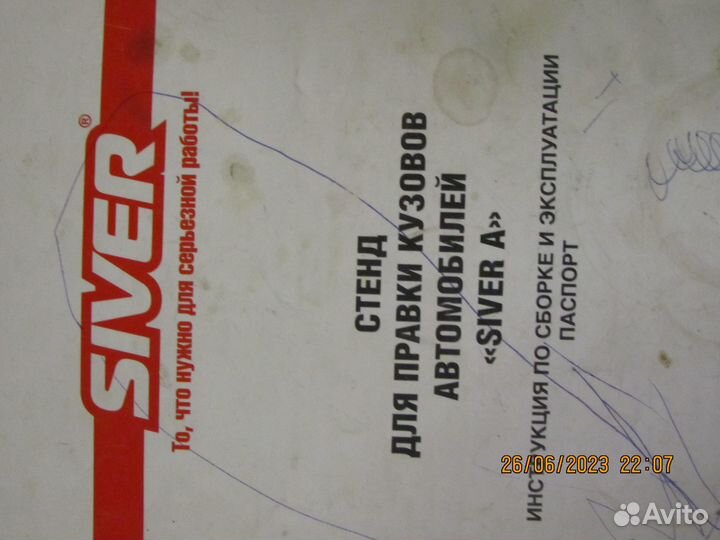 SIVER®
То, что нужно для серьезной работы!
СТЕНД
ДЛЯ ПРАВКИ КУЗОВОВ
АВТОМОБИЛЕЙ
«SIVER A»
ИНСТРУКЦИЯ ПО СБОРКЕ И ЭКСПЛУАТАЦИИ
ПАСПОРТ
26/06/2023 22:07
Avito